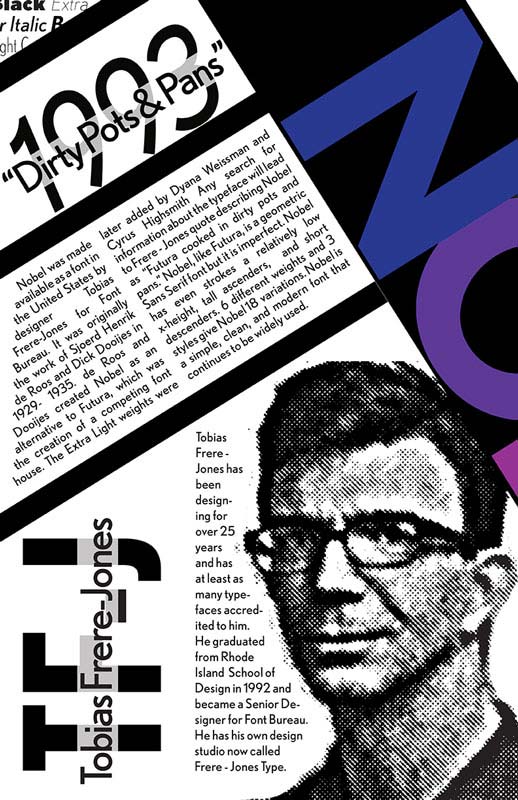 Black Extra
r Italic B
ght C
1993
“Dirty Pots & Pans”
Nobel was made
available as a font in
the United States by
designer Tobias
Frere-Jones for Font
Bureau. It was originally
the work of Sjoerd Henrik
de Roos and Dick Dooijes in
1929- 1935. de Roos and
Dooijes created Nobel as an
alternative to Futura, which was
the creation of a competing font
house. The Extra Light weights were
later added by Dyana Weissman and
Cyrus Highsmith Any search for
information about the typeface will lead
to Frere - Jones quote describing Nobel
as “Futura cooked in dirty pots and
pans.” Nobel, like Futura, is a geometric
Sans Serif font but it is imperfect. Nobel
has even strokes a relatively low
x-height, tall ascenders, and short
descenders. 6 different weights and 3
styles give Nobel 18 variations. Nobel is
a simple, clean, and modern font that
continues to be widely used.
NO
TFJ
Tobias Frere-Jones
Tobias
Frere -
Jones has
been
design-
ing for
over 25
years
and has
at least as
many type-
faces accred-
ited to him.
He graduated
from Rhode
Island School of
Design in 1992 and
became a Senior De-
signer for Font Bureau.
He has his own design
studio now called
Frere - Jones Type.